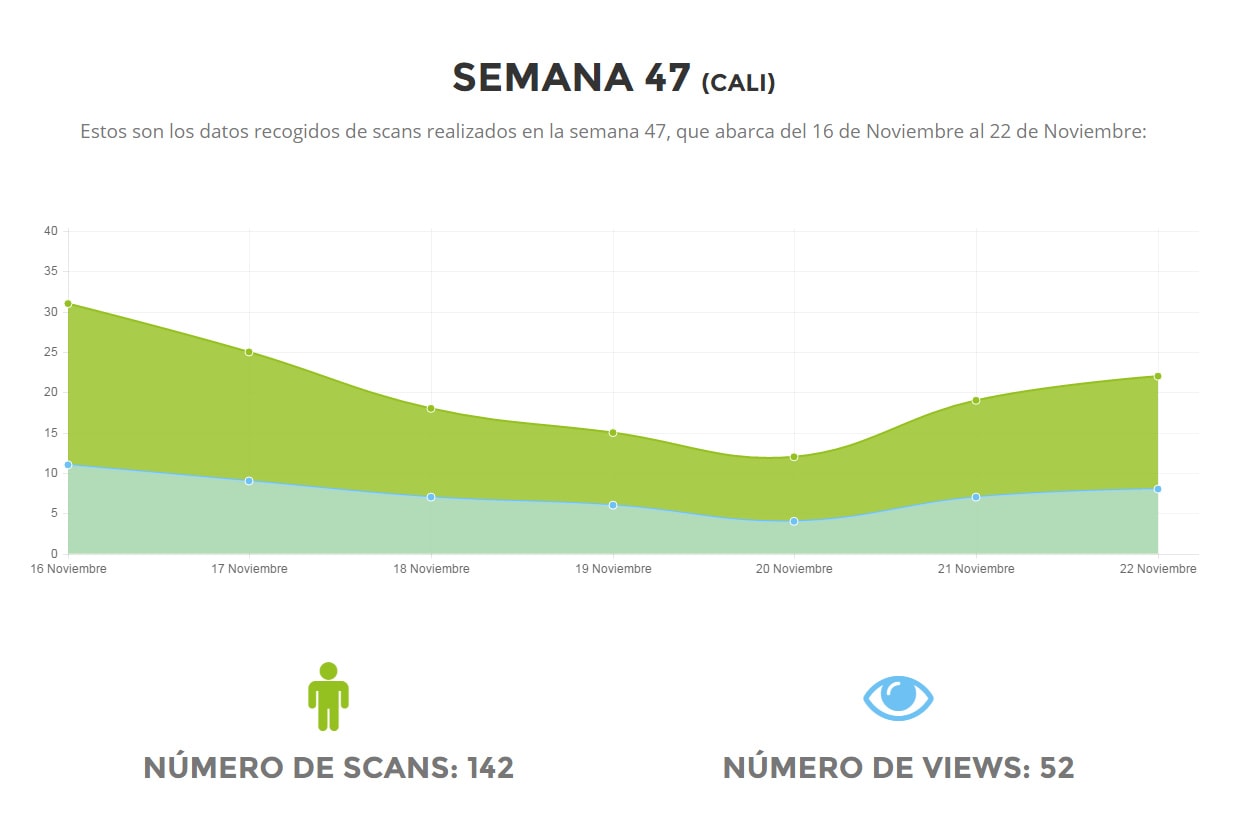 SEMANA 47 (CALI)
Estos son los datos recogidos de scans realizados en la semana 47, que abarca del 16 de Noviembre al 22 de Noviembre:
40
35
30
25
20
15
10
5
0
16 Noviembre 17 Noviembre 18 Noviembre 19 Noviembre 20 Noviembre 21 Noviembre 22 Noviembre
NÚMERO DE SCANS: 142 NÚMERO DE VIEWS: 52